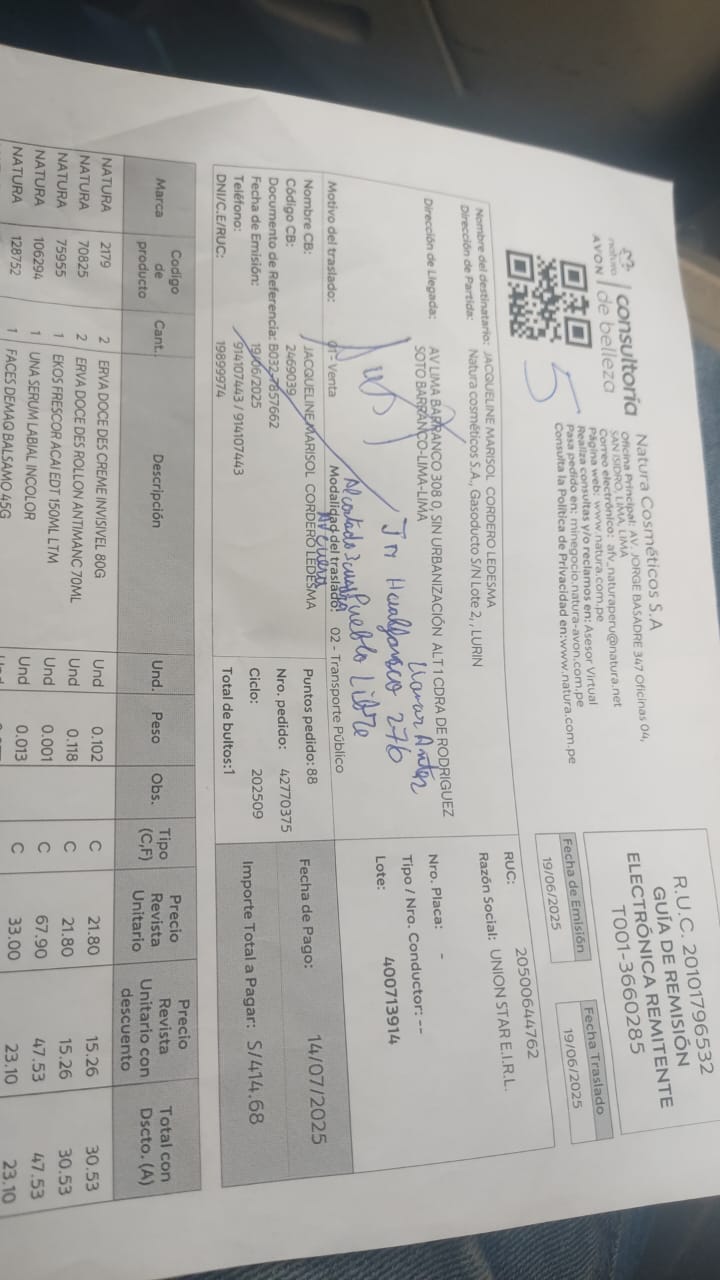 natura
AVON
consultoría
de belleza
Natura Cosméticos S.A
Oficina Principal: AV. JORGE BASADRE 347 Oficinas 04,
SAN ISIDRO, LIMA, LIMA
Correo electrónico: afv_naturaperu@natura.net
Página web: www.natura.com.pe
Realiza consultas y/o reclamos en: Asesor Virtual
Pasa pedido en: minegocio.natura-avon.com.pe
Consulta la Política de Privacidad en:www.natura.com.pe
5
R.U.C. 20101796532
GUÍA DE REMISIÓN
ELECTRÓNICA REMITENTE
T001-3660285
Fecha de Emisión
19/06/2025
Fecha Traslado
19/06/2025
Nombre del destinatario: JACQUELINE MARISOL CORDERO LEDESMA
Dirección de Partida: Natura cosméticos S.A., Gasoducto S/N Lote 2, , LURIN
Dirección de Llegada: AV LIMA BARRANCO 308 0, SIN URBANIZACIÓN ALT 1 CDRA DE RODRIGUEZ
SOTO BARRANCO-LIMA-LIMA
Llamar Antes
276
Pueblo Libre
Motivo del traslado: 01 - Venta Modalidad del traslado: 02 - Transporte Público
RUC: 20500644762
Razón Social: UNION STAR E.I.R.L.
Nro. Placa: -
Tipo / Nro. Conductor: --
Lote: 400713914
Nombre CB: JACQUELINE MARISOL CORDERO LEDESMA
Código CB: 2469039
Documento de Referencia: B032-7857662
Fecha de Emisión: 19/06/2025
Teléfono: 914107443 / 914107443
DNI/C.E/RUC: 19899974
Puntos pedido: 88
Nro. pedido: 42770375
Ciclo: 202509
Total de bultos:1
Fecha de Pago: 14/07/2025
Importe Total a Pagar: S/414.68
Marca Codigo de producto Cant. Descripción Und. Peso Obs. Tipo (C,F) Precio Revista Unitario Precio Revista Unitario con descuento Total con Dscto. (A)
NATURA 2179 2 ERVA DOCE DES CREME INVISIVEL 80G Und 0.102 C 21.80 15.26 30.53
NATURA 70825 2 ERVA DOCE DES ROLLON ANTIMANC 70ML Und 0.118 C 21.80 15.26 30.53
NATURA 75955 1 EKOS FRESCOR ACAI EDT 150ML LTM Und 0.001 C 67.90 47.53 47.53
NATURA 106294 1 UNA SERUM LABIAL INCOLOR Und 0.013 C 33.00 23.10 23.10
NATURA 128752 1 FACES DEMAQ BALSAMO 45G Und